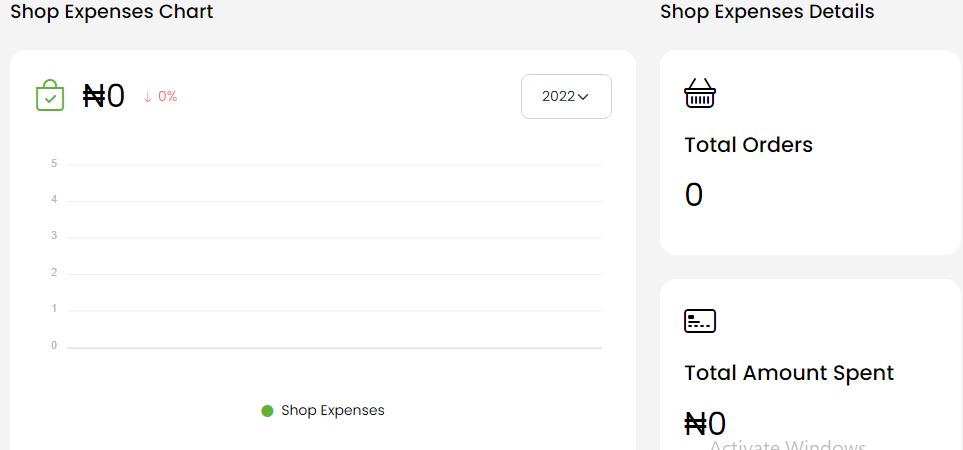 Shop Expenses Chart
₦0 ↓ 0%
2022
5
4
3
2
1
0
Shop Expenses
Shop Expenses Details
Total Orders
0
Total Amount Spent
₦0
Activate Windows